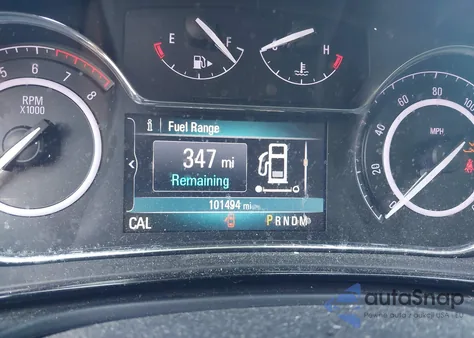 E F
C H
5 6 7 8
RPM
X1000
20 40 60 80 100
MPH
i Fuel Range
347 mi
Remaining
101494 mi
CAL
PRNDM
autoSnap